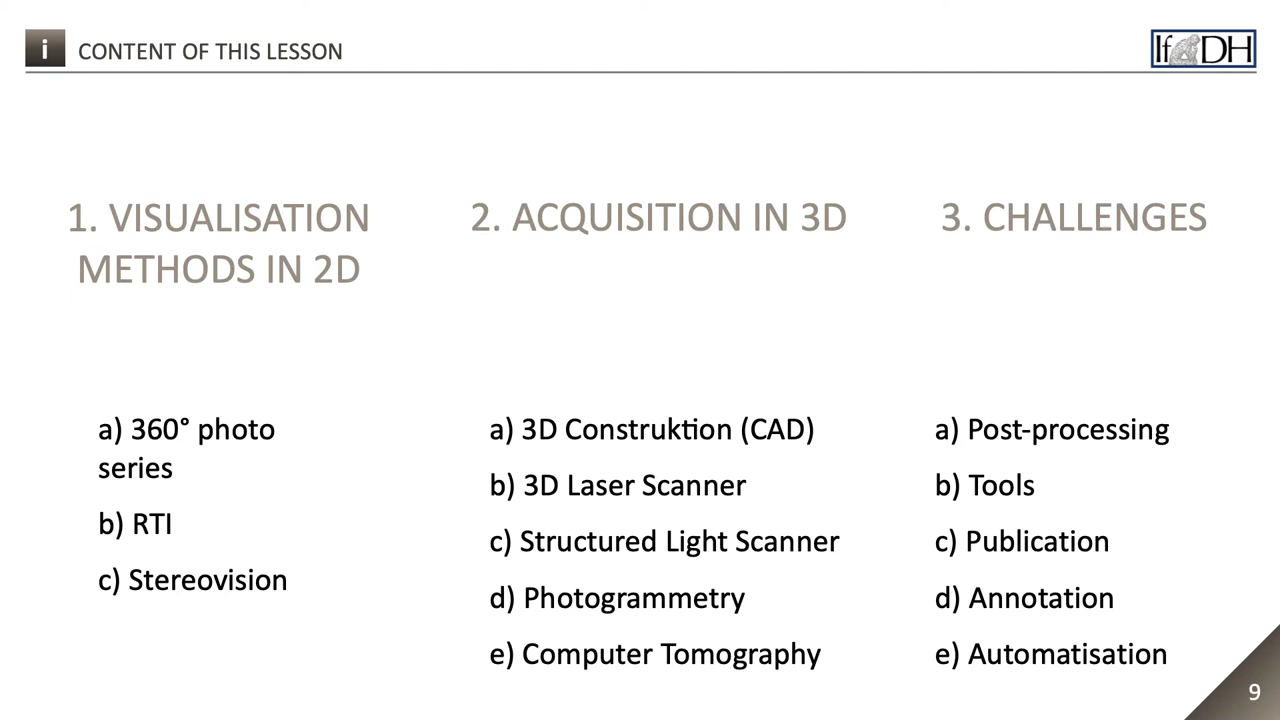 i
CONTENT OF THIS LESSON
IfDH
1. VISUALISATION
METHODS IN 2D
a) 360° photo
series
b) RTI
c) Stereovision
2. ACQUISITION IN 3D
a) 3D Construktion (CAD)
b) 3D Laser Scanner
c) Structured Light Scanner
d) Photogrammetry
e) Computer Tomography
3. CHALLENGES
a) Post-processing
b) Tools
c) Publication
d) Annotation
e) Automatisation
9